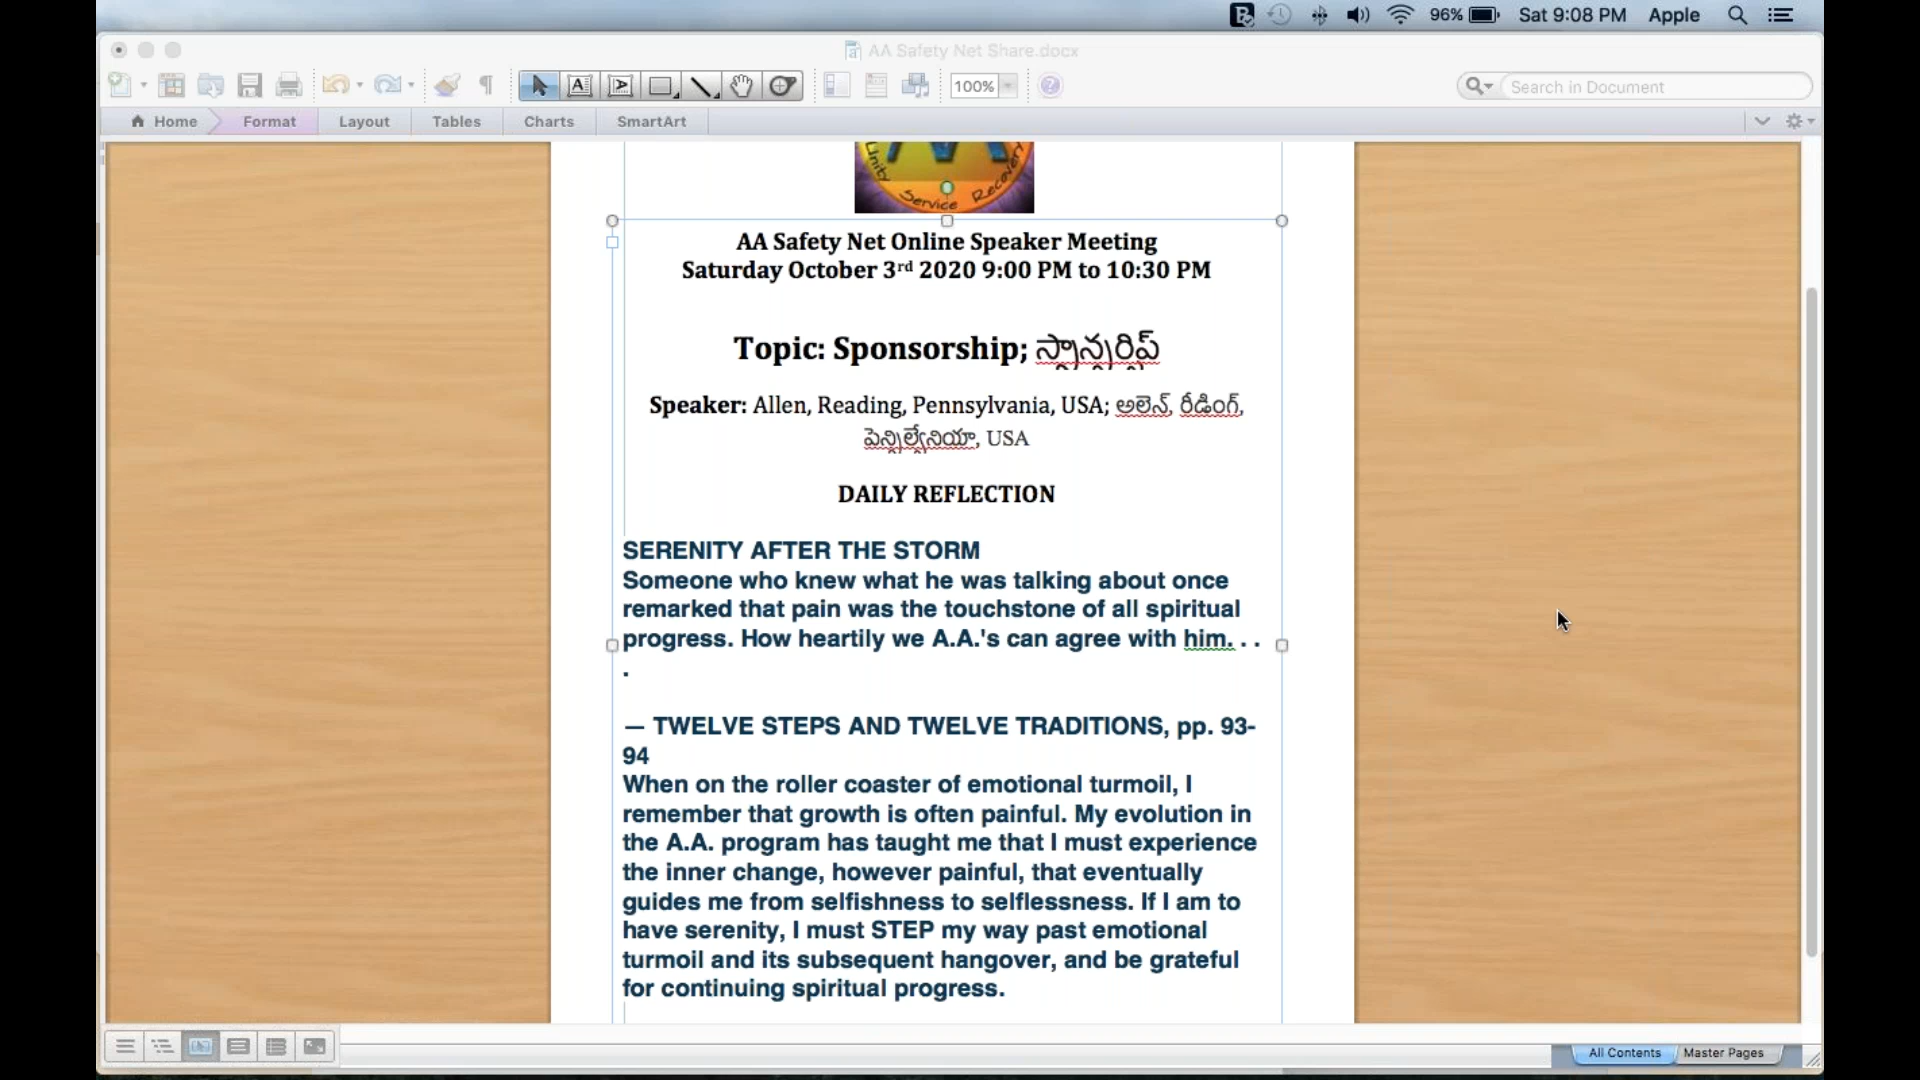 96% Sat 9:08 PM Apple
AA Safety Net Share.docx
100% Search in Document
Home Format Layout Tables Charts SmartArt
Unity Service Recovery
AA Safety Net Online Speaker Meeting
Saturday October 3rd 2020 9:00 PM to 10:30 PM
Topic: Sponsorship; స్పాన్సర్షిప్
Speaker: Allen, Reading, Pennsylvania, USA; అలెన్, రీడింగ్,
పెన్సిల్వేనియా, USA
DAILY REFLECTION
SERENITY AFTER THE STORM
Someone who knew what he was talking about once
remarked that pain was the touchstone of all spiritual
progress. How heartily we A.A.'s can agree with him. . .
.
— TWELVE STEPS AND TWELVE TRADITIONS, pp. 93-
94
When on the roller coaster of emotional turmoil, I
remember that growth is often painful. My evolution in
the A.A. program has taught me that I must experience
the inner change, however painful, that eventually
guides me from selfishness to selflessness. If I am to
have serenity, I must STEP my way past emotional
turmoil and its subsequent hangover, and be grateful
for continuing spiritual progress.
All Contents Master Pages